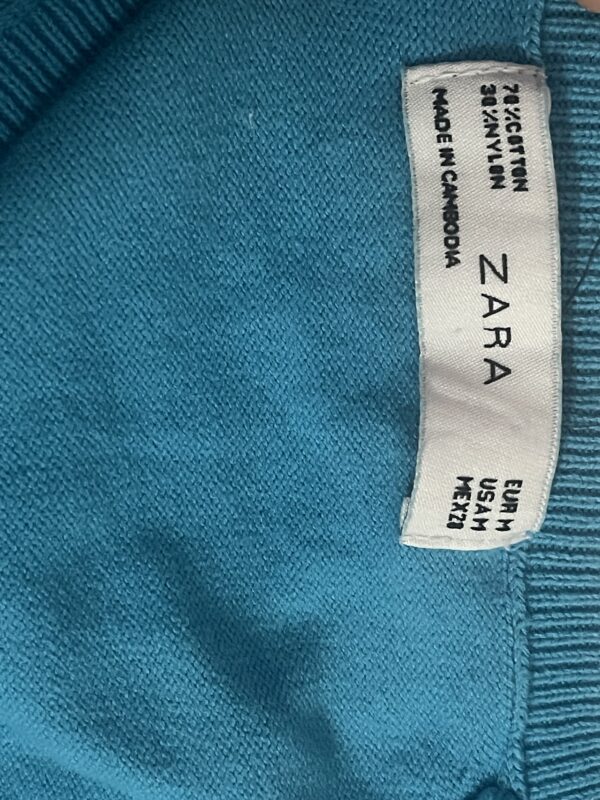 70%COTTON
30%NYLON
MADE IN CAMBODIA
ZARA
EUR M
USA M
MEX 28